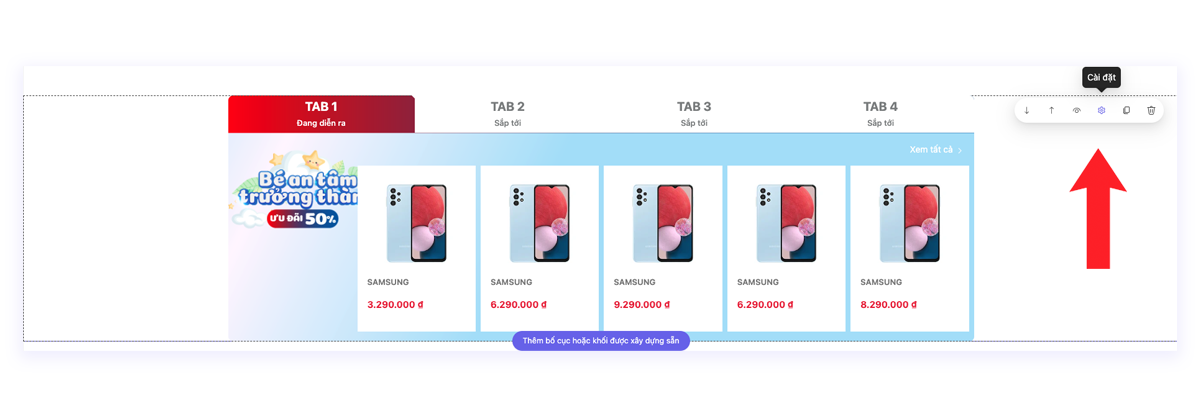 Cài đặt
TAB 1
Đang diễn ra
TAB 2
Sắp tới
TAB 3
Sắp tới
TAB 4
Sắp tới
Xem tất cả
Bé an tâm
trưởng thàn
ƯU ĐÃI 50%
SAMSUNG
3.290.000 ₫
SAMSUNG
6.290.000 ₫
SAMSUNG
9.290.000 ₫
SAMSUNG
6.290.000 ₫
SAMSUNG
8.290.000 ₫
Thêm bố cục hoặc khối được xây dựng sẵn